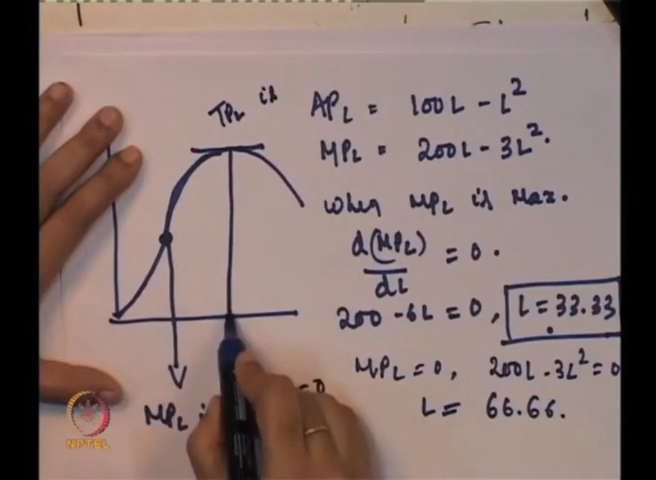 TPL is
APL = 100L - L²
MPL = 200L - 3L².
when MPL is Max.
d(MPL)/dL = 0.
200 - 6L = 0, L = 33.33
MPL = 0, 200L - 3L² = 0
L = 66.66.
MPL i
= 0
NPTEL